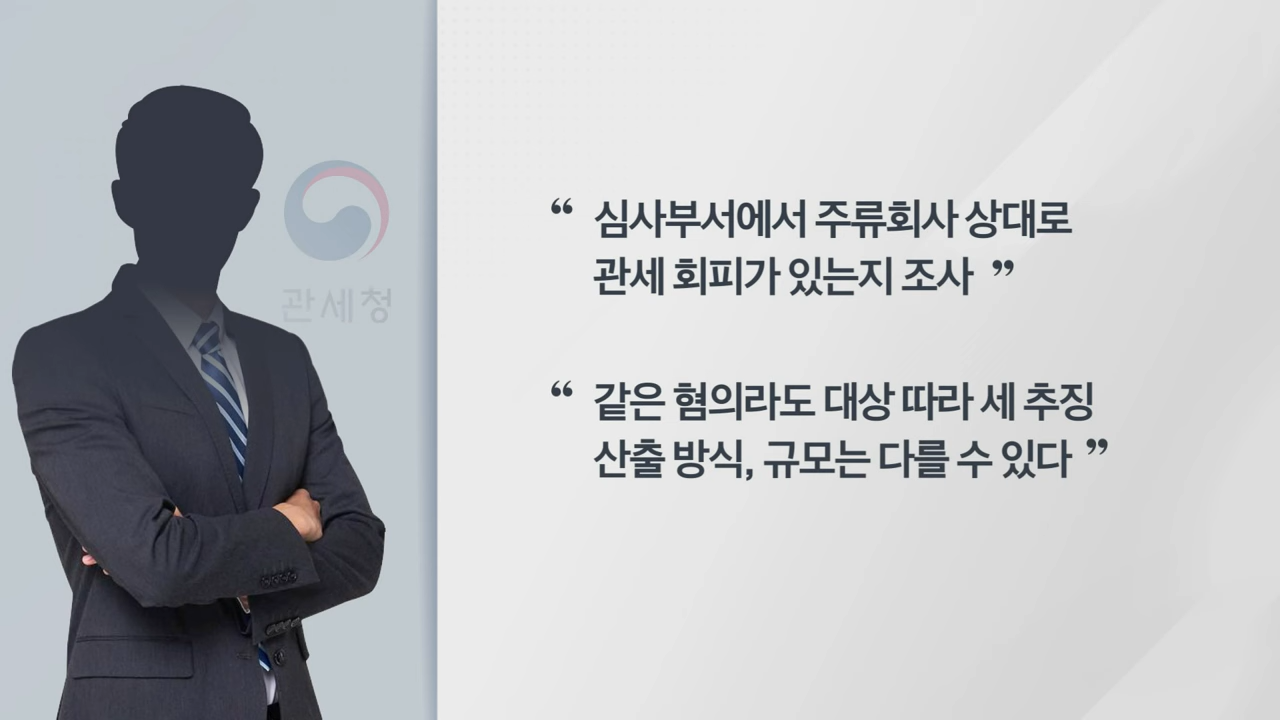 관세청
“ 심사부서에서 주류회사 상대로
관세 회피가 있는지 조사 ”
“ 같은 혐의라도 대상 따라 세 추징
산출 방식, 규모는 다를 수 있다 ”